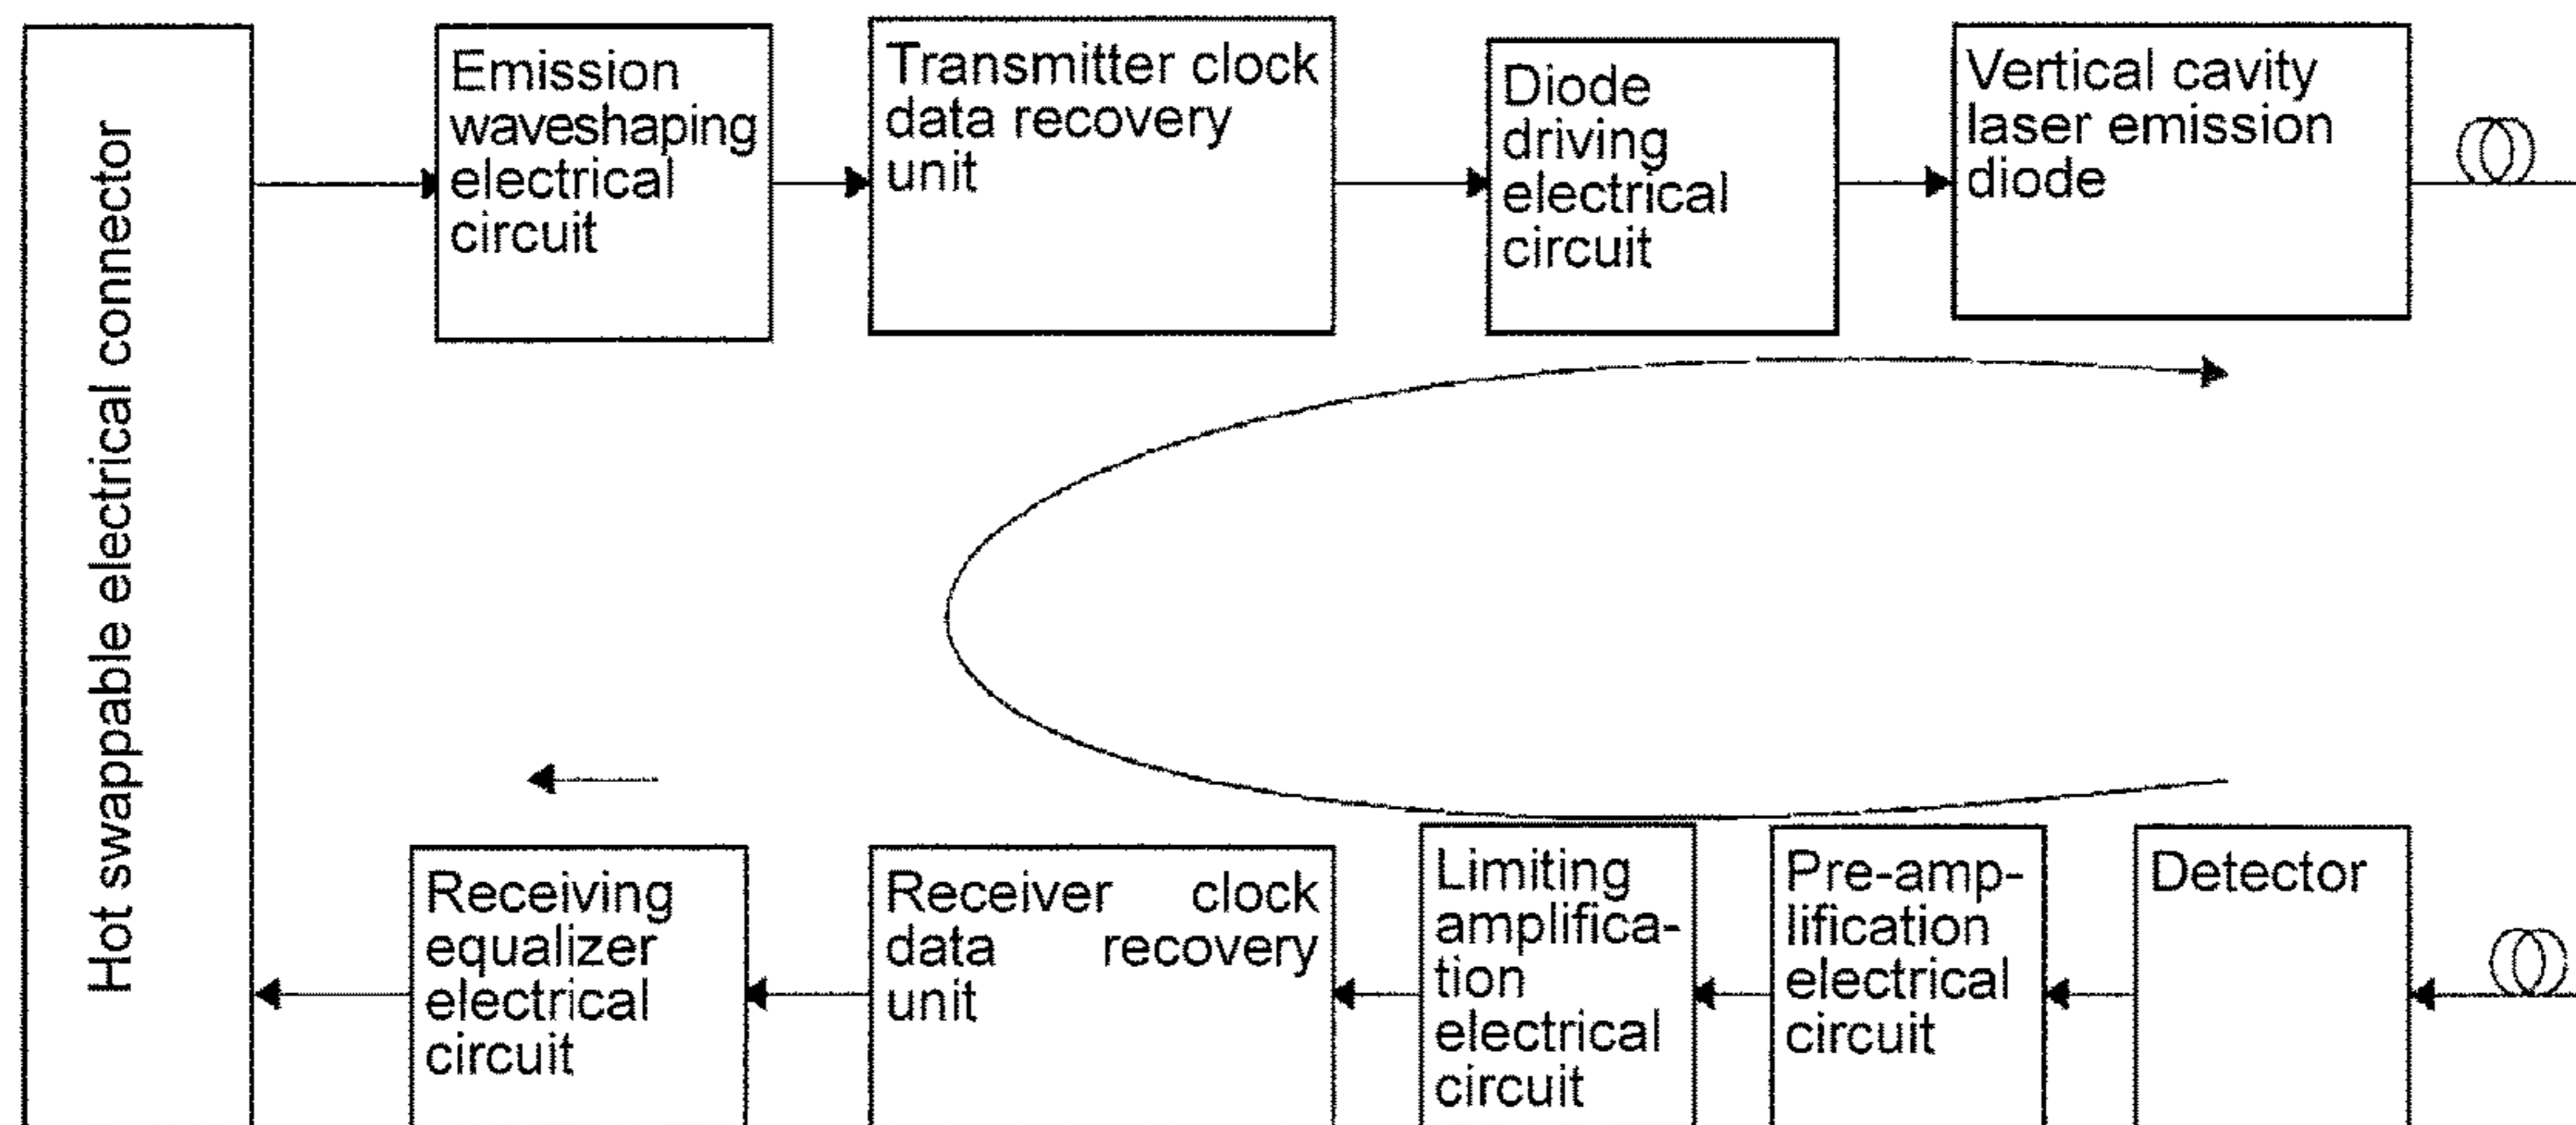 Hot swappable electrical connector
Emission
waveshaping
electrical
circuit
Transmitter clock
data recovery
unit
Diode
driving
electrical
circuit
Vertical cavity
laser emission
diode
Receiving
equalizer
electrical
circuit
Receiver clock
data recovery
unit
Limiting
amplifica-
tion
electrical
circuit
Pre-amp-
lification
electrical
circuit
Detector